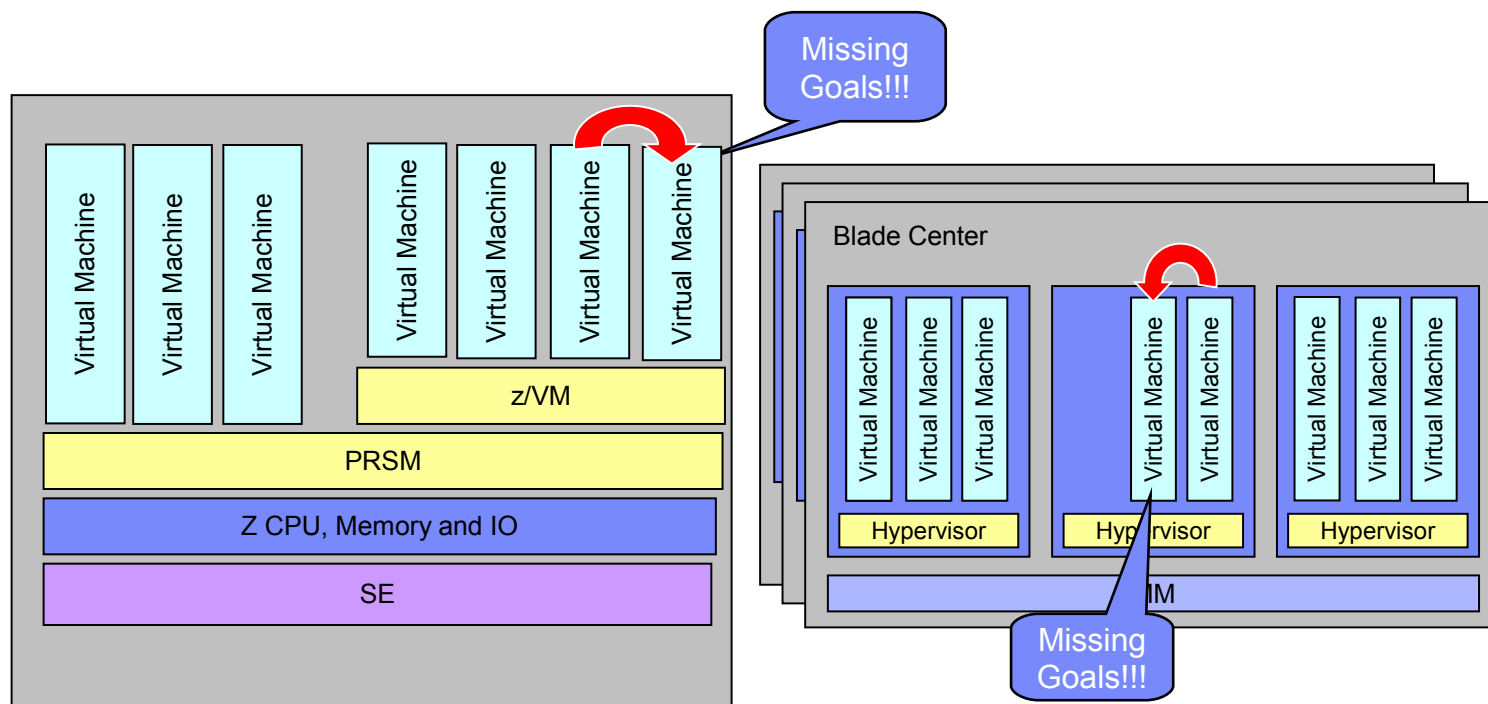 Missing
Goals!!!
Virtual Machine
Virtual Machine
Virtual Machine
Virtual Machine
Virtual Machine
Virtual Machine
Virtual Machine
z/VM
PRSM
Z CPU, Memory and IO
SE
Blade Center
Virtual Machine
Virtual Machine
Virtual Machine
Virtual Machine
Virtual Machine
Virtual Machine
Virtual Machine
Virtual Machine
Hypervisor
Hypervisor
Hypervisor
Missing
Goals!!!